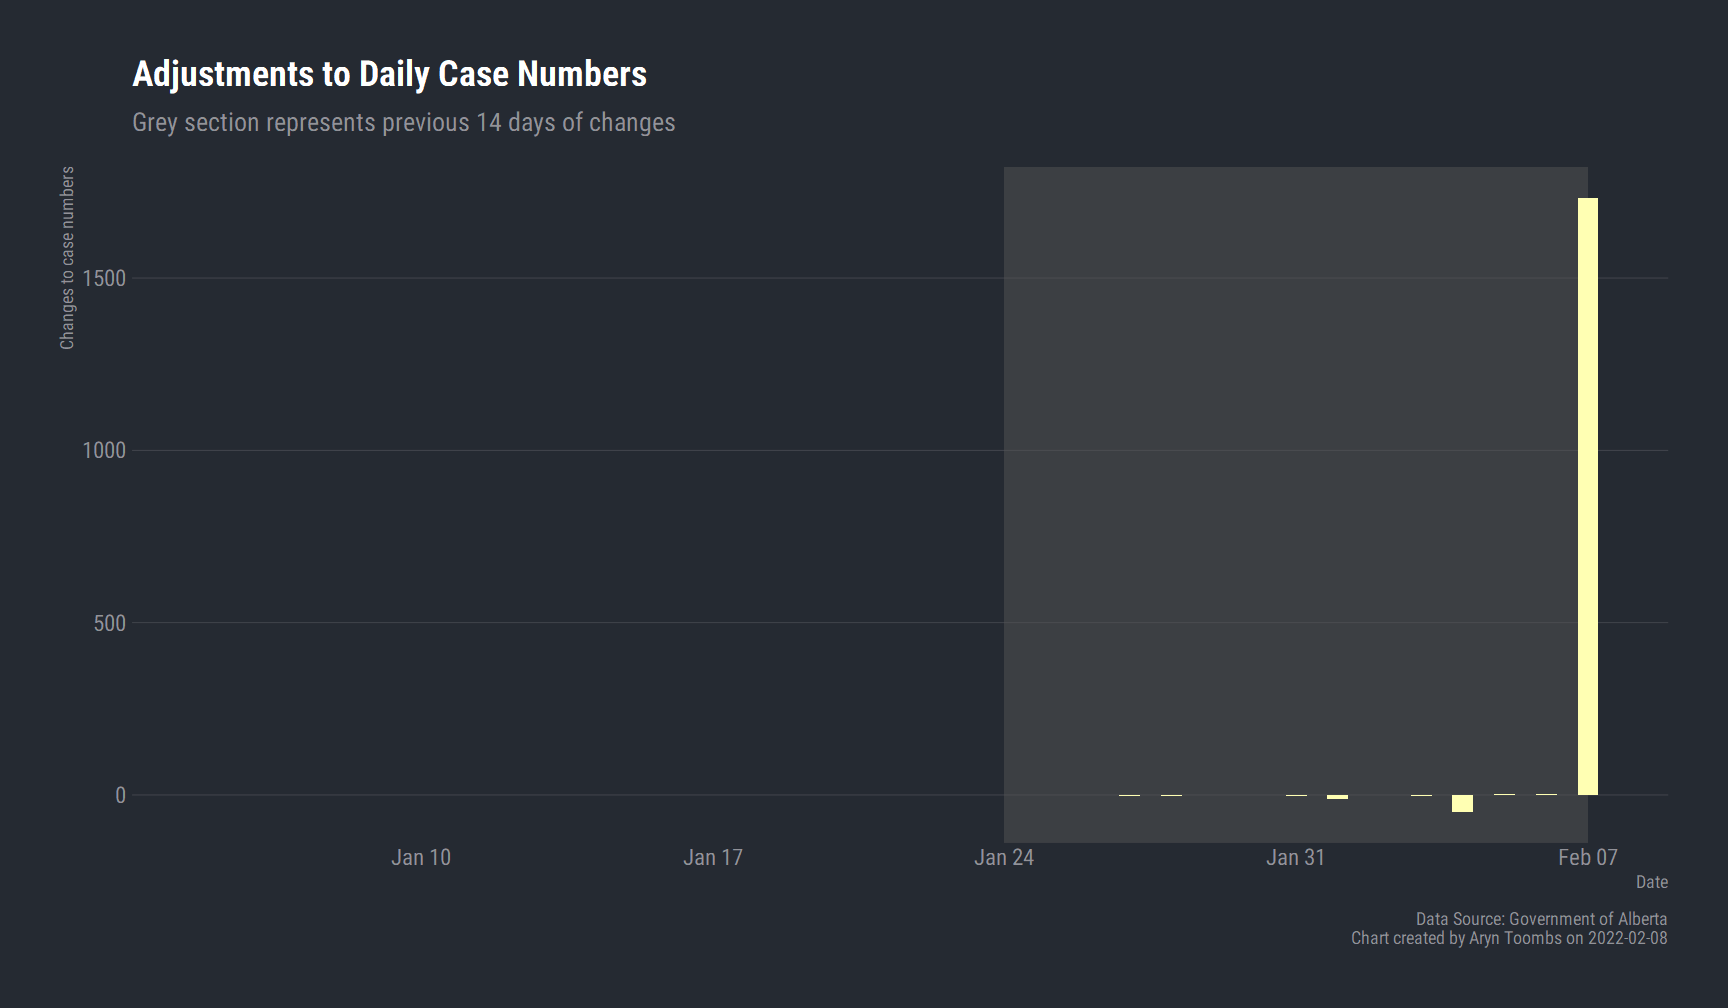 Adjustments to Daily Case Numbers
Grey section represents previous 14 days of changes
Changes to case numbers
1500
1000
500
0
Jan 10
Jan 17
Jan 24
Jan 31
Feb 07
Date
Data Source: Government of Alberta
Chart created by Aryn Toombs on 2022-02-08